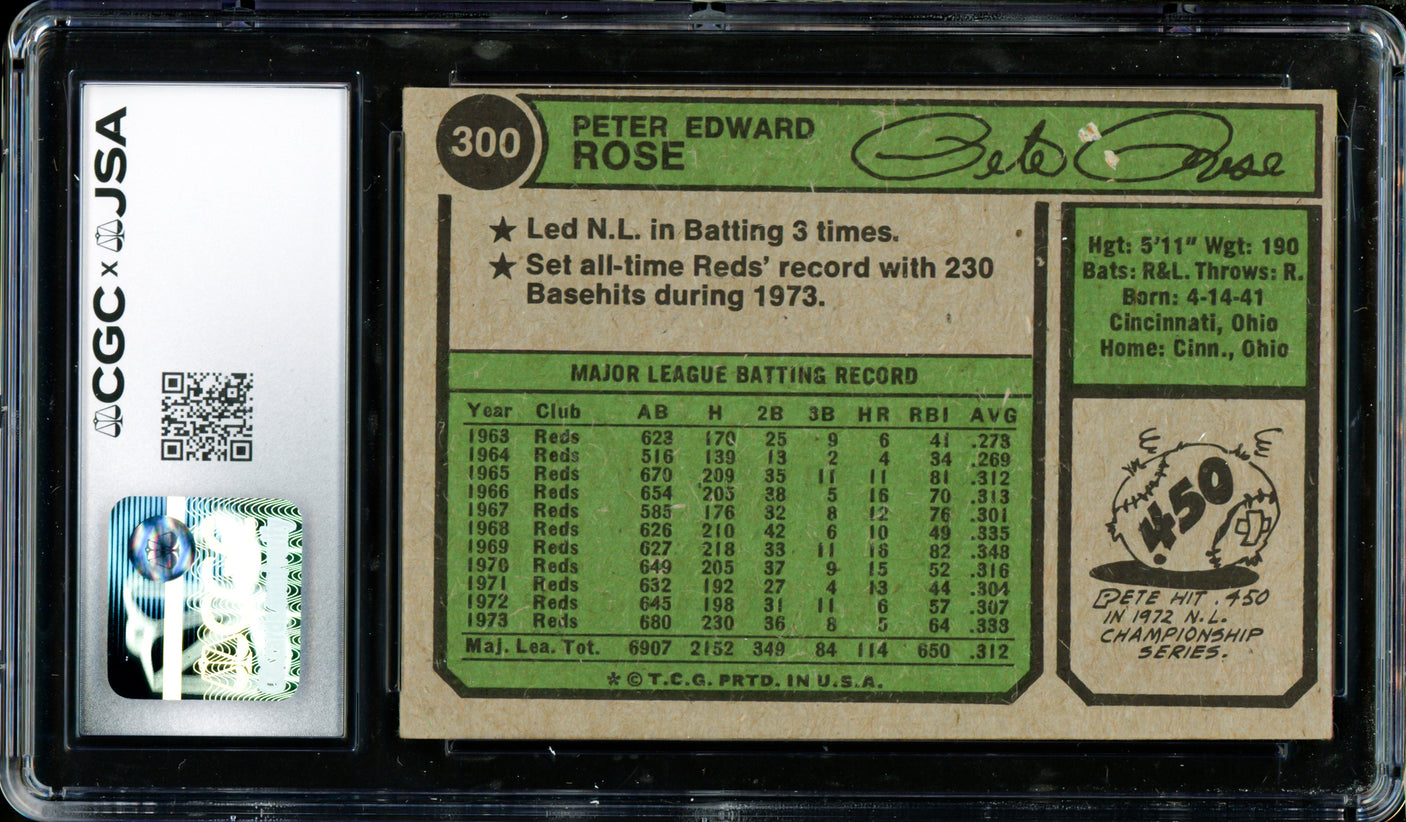 CGC x JSA
300
PETER EDWARD
ROSE
Pete Rose
★ Led N.L. in Batting 3 times.
★ Set all-time Reds' record with 230
Basehits during 1973.
Hgt: 5'11" Wgt: 190
Bats: R&L. Throws: R.
Born: 4-14-41
Cincinnati, Ohio
Home: Cinn., Ohio
MAJOR LEAGUE BATTING RECORD
Year Club AB H 2B 3B HR RBI AVG
1963 Reds 623 170 25 9 6 41 .273
1964 Reds 516 139 13 2 4 34 .269
1965 Reds 670 209 35 11 11 81 .312
1966 Reds 654 205 38 5 16 70 .313
1967 Reds 585 176 32 8 12 76 .301
1968 Reds 626 210 42 6 10 49 .335
1969 Reds 627 218 33 11 16 82 .348
1970 Reds 649 205 37 9 15 52 .316
1971 Reds 632 192 27 4 13 44 .304
1972 Reds 645 198 31 11 6 57 .307
1973 Reds 680 230 36 8 5 64 .338
Maj. Lea. Tot. 6907 2152 349 84 114 650 .312
* © T.C.G. PRTD. IN U.S.A.
.450
PETE HIT .450
IN 1972 N.L.
CHAMPIONSHIP
SERIES.